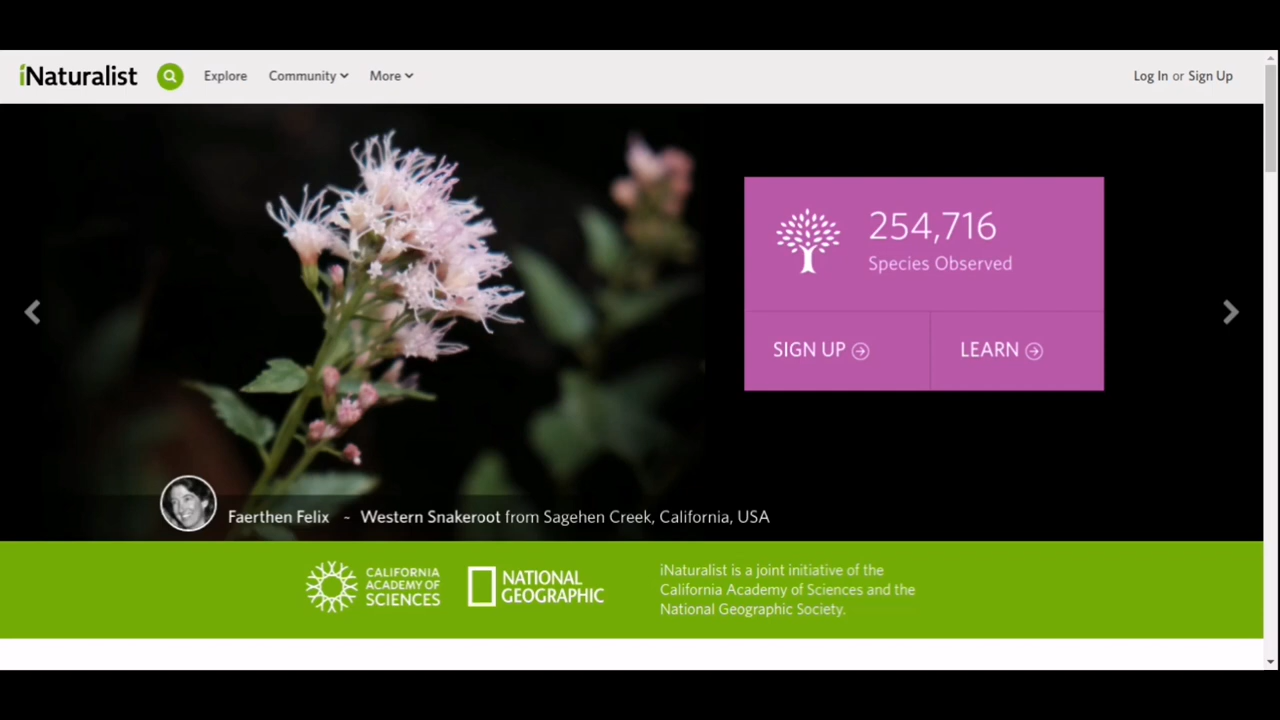 iNaturalist Explore Community More Log In or Sign Up
254,716
Species Observed
SIGN UP LEARN
Faerthen Felix ~ Western Snakeroot from Sagehen Creek, California, USA
CALIFORNIA
ACADEMY OF
SCIENCES
NATIONAL
GEOGRAPHIC
iNaturalist is a joint initiative of the
California Academy of Sciences and the
National Geographic Society.